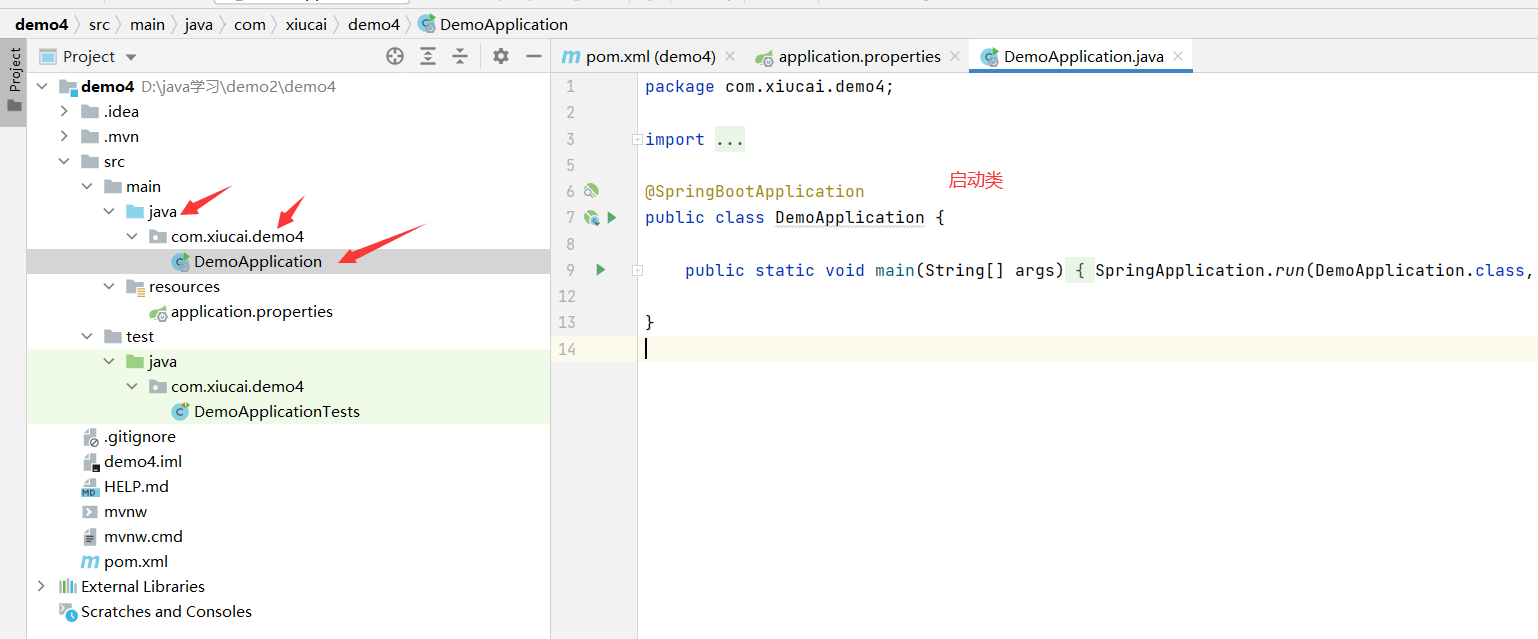 demo4 src main java com xiucai demo4 DemoApplication
Project
Project
pom.xml (demo4) application.properties DemoApplication.java
demo4 D:\java学习\demo2\demo4
.idea
.mvn
src
main
java
com.xiucai.demo4
DemoApplication
resources
application.properties
test
java
com.xiucai.demo4
DemoApplicationTests
.gitignore
demo4.iml
HELP.md
mvnw
mvnw.cmd
pom.xml
External Libraries
Scratches and Consoles
1 package com.xiucai.demo4;
2
3 import ...
5
6 @SpringBootApplication
启动类
7 public class DemoApplication {
8
9 public static void main(String[] args) { SpringApplication.run(DemoApplication.class,
12
13 }
14